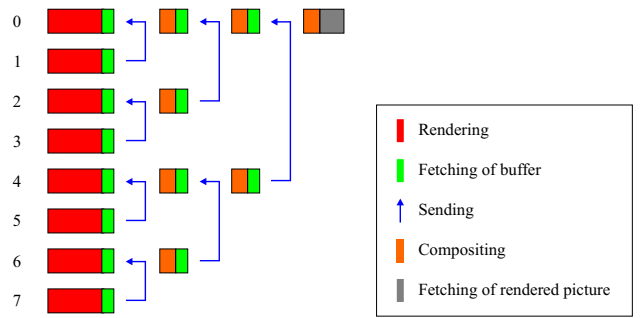 0
1
2
3
4
5
6
7
Rendering
Fetching of buffer
Sending
Compositing
Fetching of rendered picture